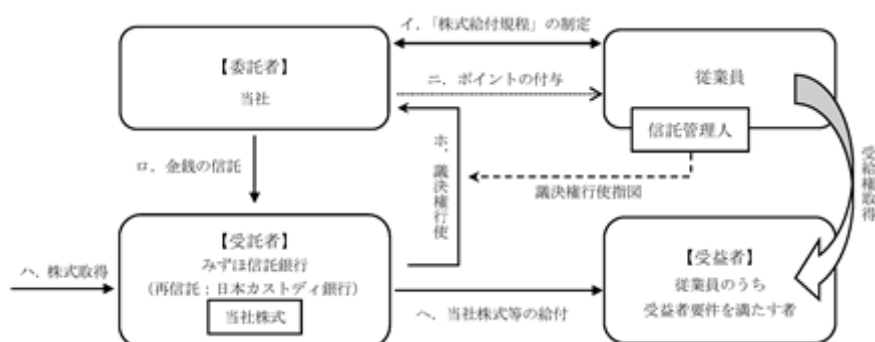 イ、「株式給付規程」の制定
【委託者】
当社
ニ、ポイントの付与
従業員
信託管理人
ロ、金銭の信託
ホ、議決権行使
議決権行使指図
受給権取得
ハ、株式取得
【受託者】
みずほ信託銀行
(再信託:日本カストディ銀行)
当社株式
ヘ、当社株式等の給付
【受益者】
従業員のうち
受益者要件を満たす者